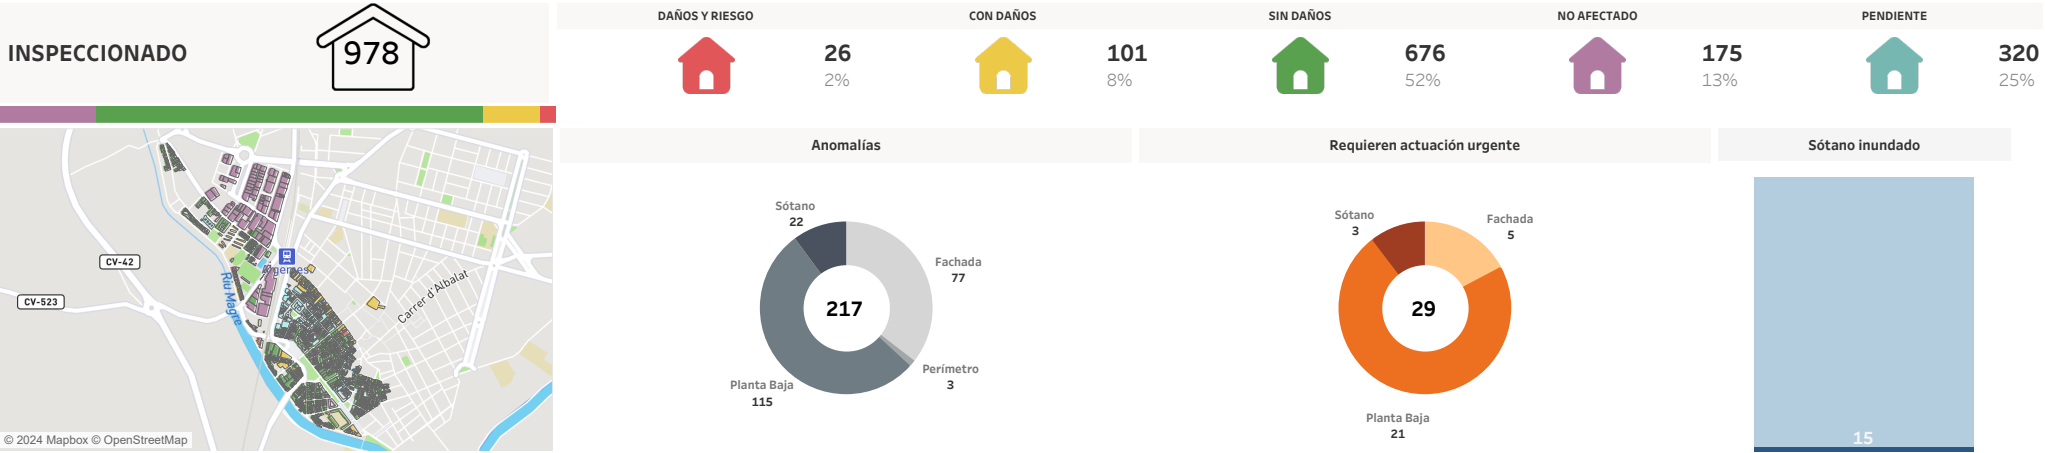 INSPECCIONADO
978
DAÑOS Y RIESGO
26
2%
CON DAÑOS
101
8%
SIN DAÑOS
676
52%
NO AFECTADO
175
13%
PENDIENTE
320
25%
CV-42
CV-523
Riu Magre
Carrer d'Albalat
© 2024 Mapbox © OpenStreetMap
Anomalías
Sótano
22
Fachada
77
217
Perímetro
3
Planta Baja
115
Requieren actuación urgente
Sótano
3
Fachada
5
29
Planta Baja
21
Sótano inundado
15